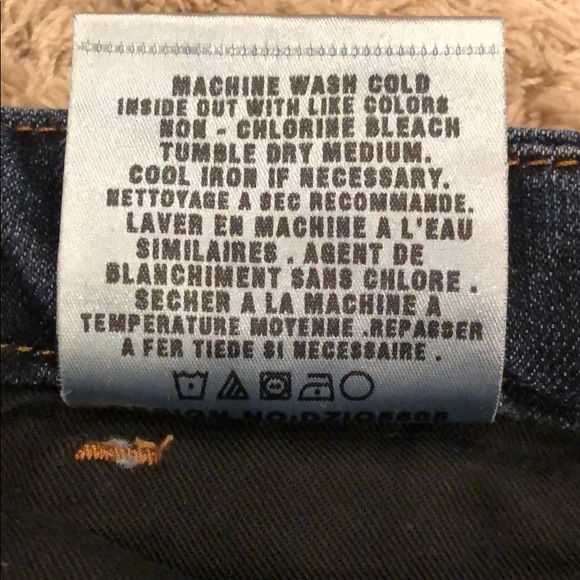 MACHINE WASH COLD
INSIDE OUT WITH LIKE COLORS
NON - CHLORINE BLEACH
TUMBLE DRY MEDIUM.
COOL IRON IF NECESSARY.
NETTOYAGE A SEC RECOMMANDE.
LAVER EN MACHINE A L'EAU
SIMILAIRES . AGENT DE
BLANCHIMENT SANS CHLORE .
SECHER A LA MACHINE A
TEMPERATURE MOYENNE .REPASSER
A FER TIEDE SI NECESSAIRE .